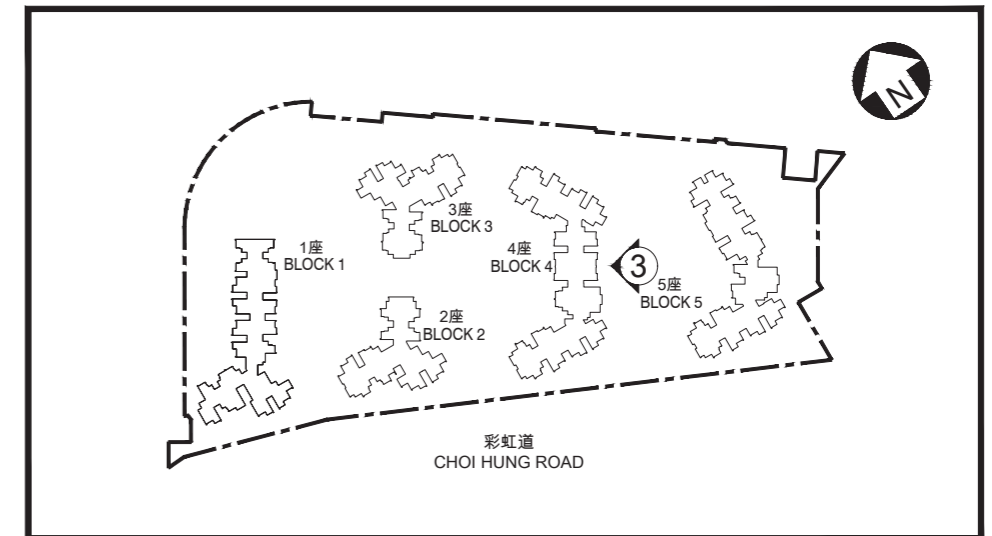 N
3座
BLOCK 3
1座
BLOCK 1
4座
BLOCK 4
3
5座
BLOCK 5
2座
BLOCK 2
彩虹道
CHOI HUNG ROAD